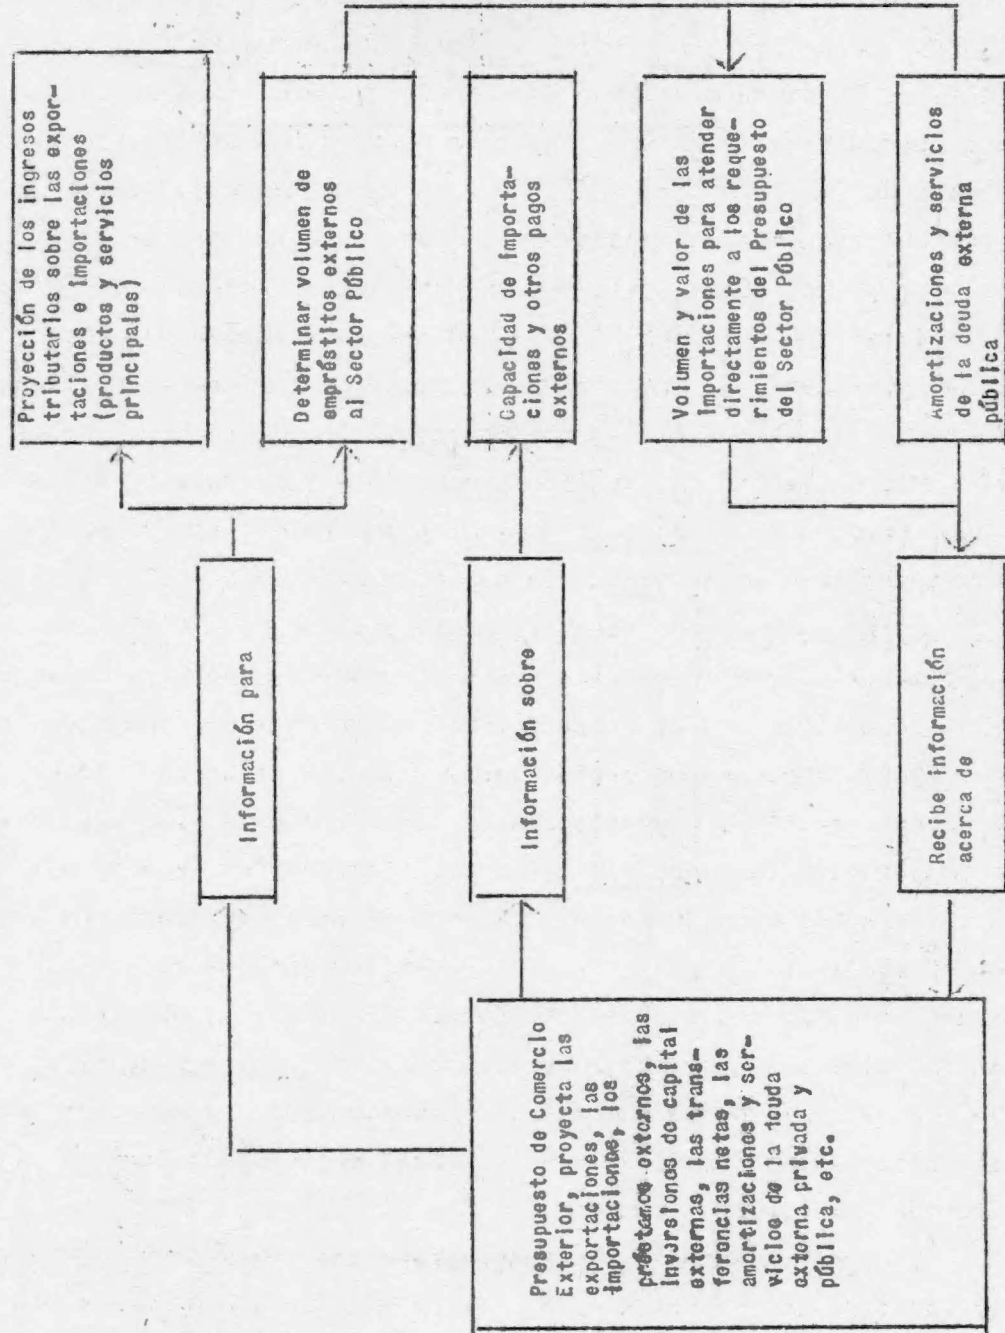 Presupuesto de Comercio
Exterior, proyecta las
exportaciones, las
importaciones, los
préstamos externos, las
inversiones de capital
externas, las trans-
ferencias netas, las
amortizaciones y ser-
vicios de la deuda
externa privada y
pública, etc.
Información para
Proyección de los ingresos
tributarios sobre las expor-
taciones e importaciones
(productos y servicios
principales)
Determinar volumen de
empréstitos externos
al Sector Público
Información sobre
Capacidad de importa-
ciones y otros pagos
externos
Recibe información
acerca de
Volumen y valor de las
importaciones para atender
directamente a los reque-
rimientos del Presupuesto
del Sector Público
Amortizaciones y servicios
de la deuda externa
pública